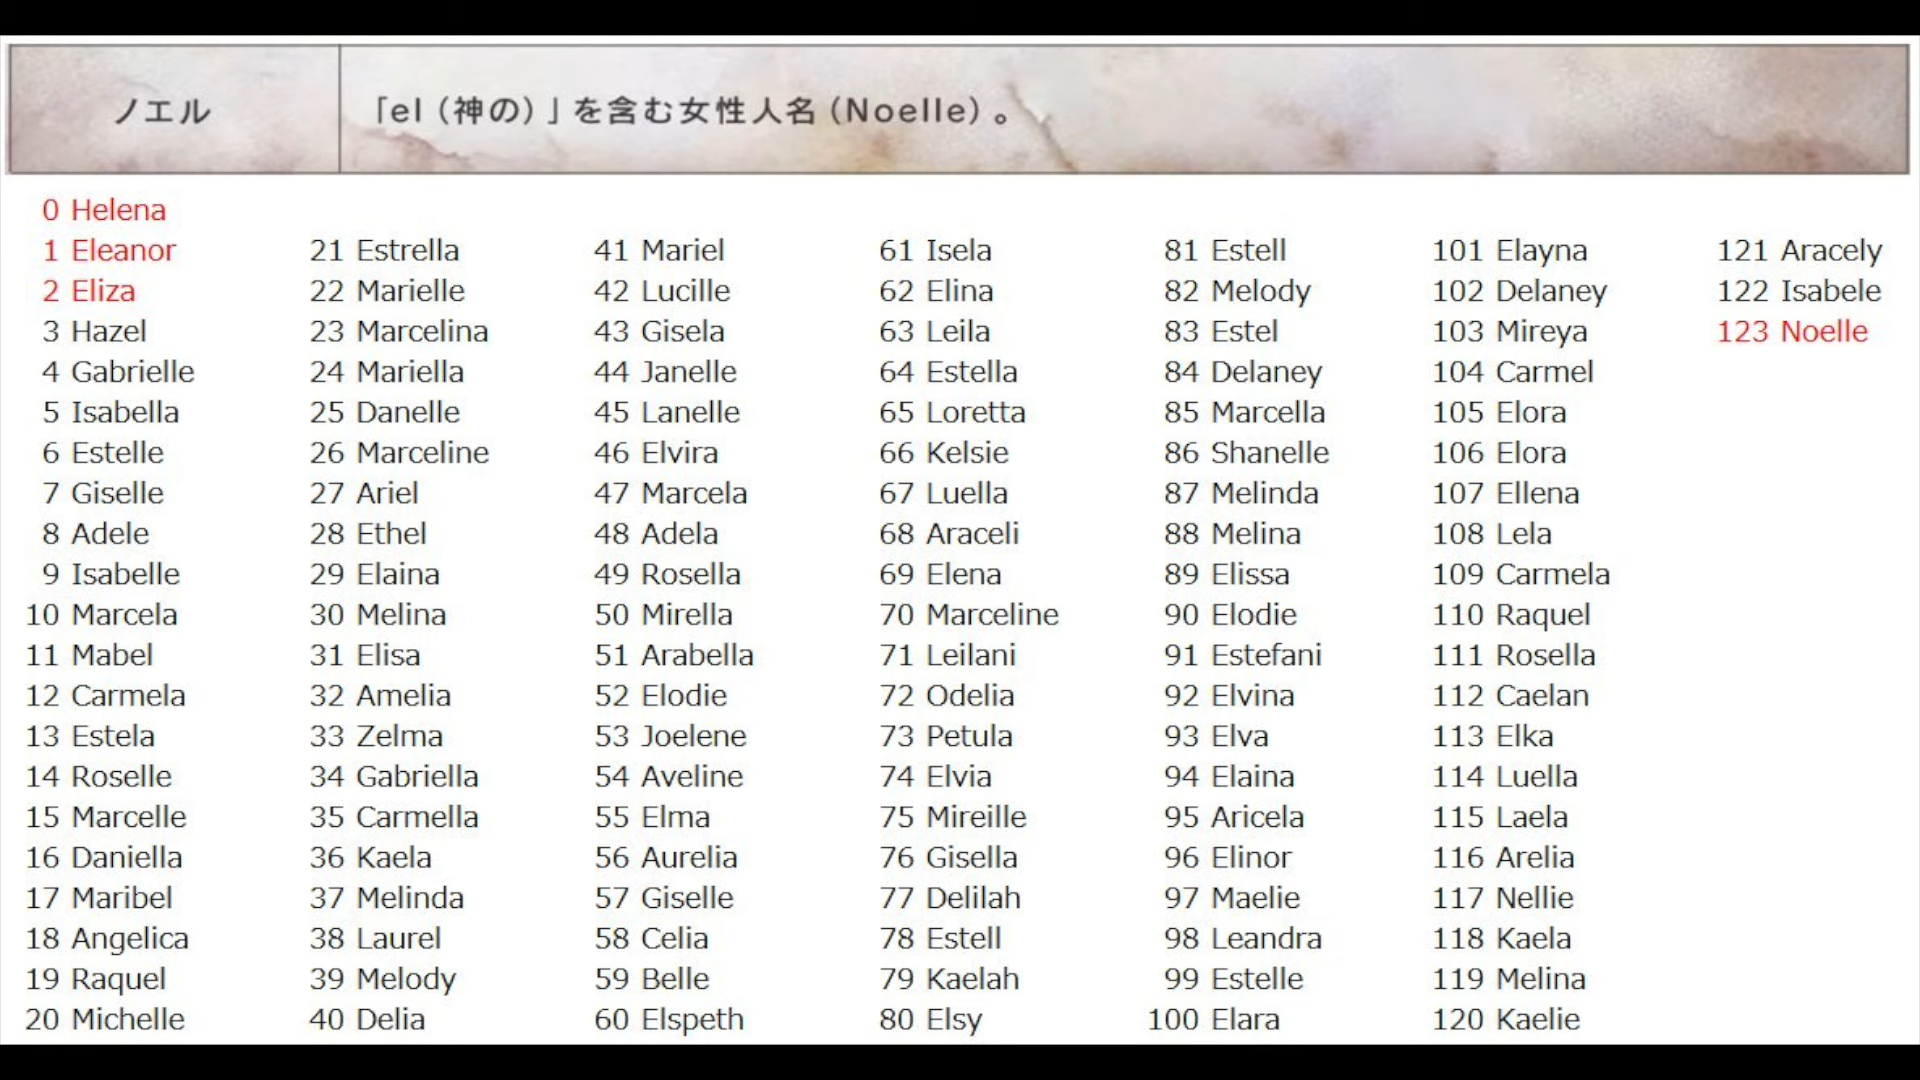 ノエル
「el（神の）」を含む女性人名（Noelle）。
0 Helena
1 Eleanor
2 Eliza
3 Hazel
4 Gabrielle
5 Isabella
6 Estelle
7 Giselle
8 Adele
9 Isabelle
10 Marcela
11 Mabel
12 Carmela
13 Estela
14 Roselle
15 Marcelle
16 Daniella
17 Maribel
18 Angelica
19 Raquel
20 Michelle
21 Estrella
22 Marielle
23 Marcelina
24 Mariella
25 Danelle
26 Marceline
27 Ariel
28 Ethel
29 Elaina
30 Melina
31 Elisa
32 Amelia
33 Zelma
34 Gabriella
35 Carmella
36 Kaela
37 Melinda
38 Laurel
39 Melody
40 Delia
41 Mariel
42 Lucille
43 Gisela
44 Janelle
45 Lanelle
46 Elvira
47 Marcela
48 Adela
49 Rosella
50 Mirella
51 Arabella
52 Elodie
53 Joelene
54 Aveline
55 Elma
56 Aurelia
57 Giselle
58 Celia
59 Belle
60 Elspeth
61 Isela
62 Elina
63 Leila
64 Estella
65 Loretta
66 Kelsie
67 Luella
68 Araceli
69 Elena
70 Marceline
71 Leilani
72 Odelia
73 Petula
74 Elvia
75 Mireille
76 Gisella
77 Delilah
78 Estell
79 Kaelah
80 Elsy
81 Estell
82 Melody
83 Estel
84 Delaney
85 Marcella
86 Shanelle
87 Melinda
88 Melina
89 Elissa
90 Elodie
91 Estefani
92 Elvina
93 Elva
94 Elaina
95 Aricela
96 Elinor
97 Maelie
98 Leandra
99 Estelle
100 Elara
101 Elayna
102 Delaney
103 Mireya
104 Carmel
105 Elora
106 Elora
107 Ellena
108 Lela
109 Carmela
110 Raquel
111 Rosella
112 Caelan
113 Elka
114 Luella
115 Laela
116 Arelia
117 Nellie
118 Kaela
119 Melina
120 Kaelie
121 Aracely
122 Isabele
123 Noelle